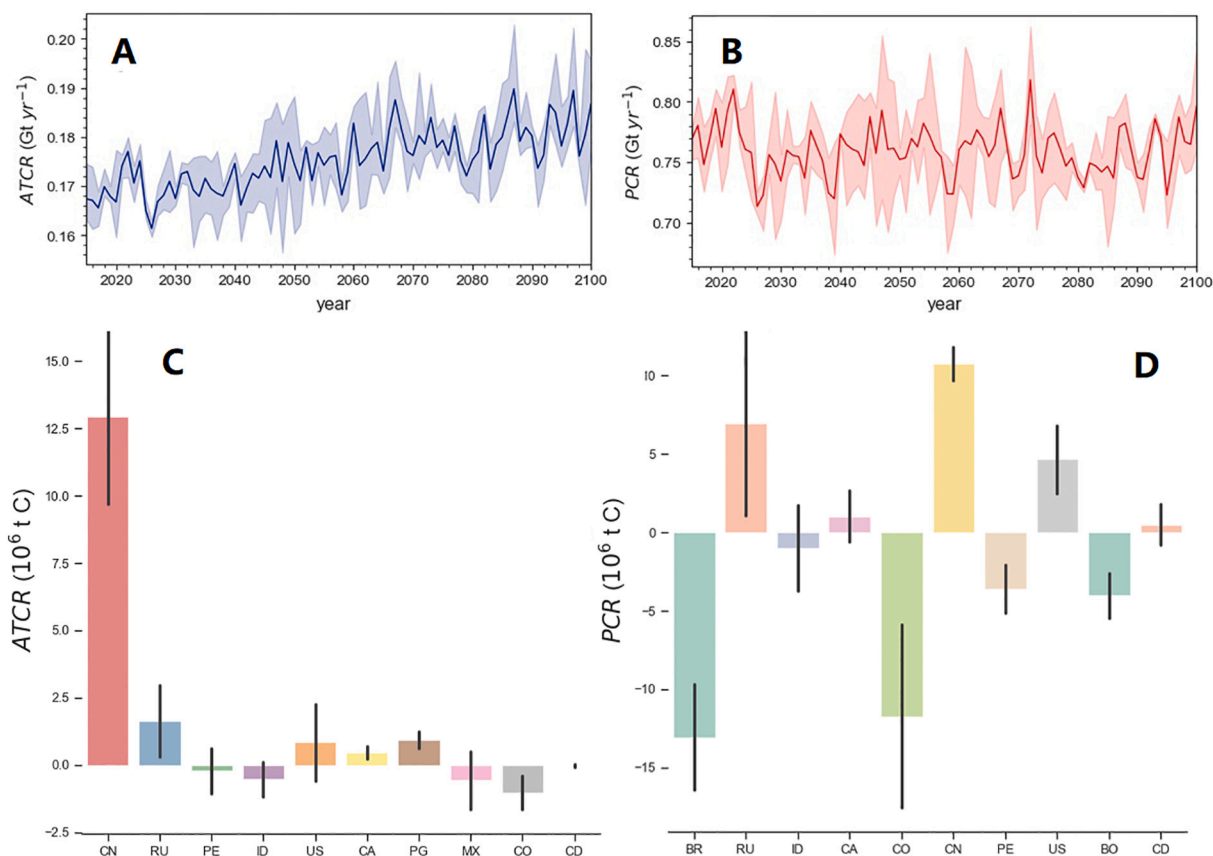 A
0.20
0.19
0.18
0.17
0.16
ATCR (Gt yr⁻¹)
2020 2030 2040 2050 2060 2070 2080 2090 2100
year
B
0.85
0.80
0.75
0.70
PCR (Gt yr⁻¹)
2020 2030 2040 2050 2060 2070 2080 2090 2100
year
C
15.0
12.5
10.0
7.5
5.0
2.5
0.0
−2.5
ATCR (10⁶ t C)
CN RU PE ID US CA PG MX CO CD
D
10
5
0
−5
−10
−15
PCR (10⁶ t C)
BR RU ID CA CO CN PE US BO CD